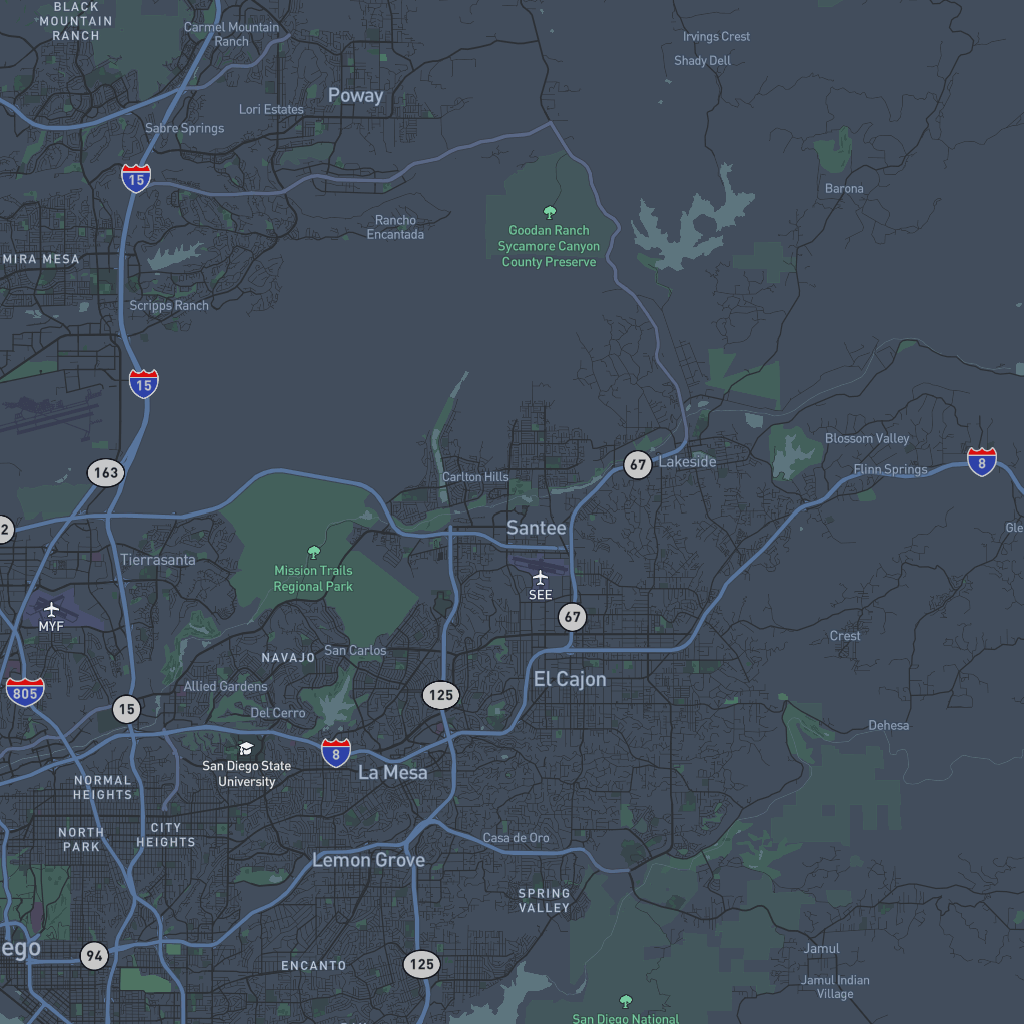 BLACK
MOUNTAIN
RANCH
Carmel Mountain
Ranch
Irvings Crest
Shady Dell
Poway
Lori Estates
Sabre Springs
15
Barona
Rancho
Encantada
Goodan Ranch
Sycamore Canyon
County Preserve
MIRA MESA
Scripps Ranch
15
Blossom Valley
163
Carlton Hills
67
Lakeside
Flinn Springs
8
2
Santee
Gle
Tierrasanta
Mission Trails
Regional Park
SEE
MYF
67
Crest
NAVAJO
San Carlos
El Cajon
805
Allied Gardens
125
15
Del Cerro
Dehesa
8
San Diego State
University
La Mesa
NORMAL
HEIGHTS
NORTH
PARK
CITY
HEIGHTS
Casa de Oro
Lemon Grove
SPRING
VALLEY
ego
94
ENCANTO
125
Jamul
Jamul Indian
Village
San Diego National